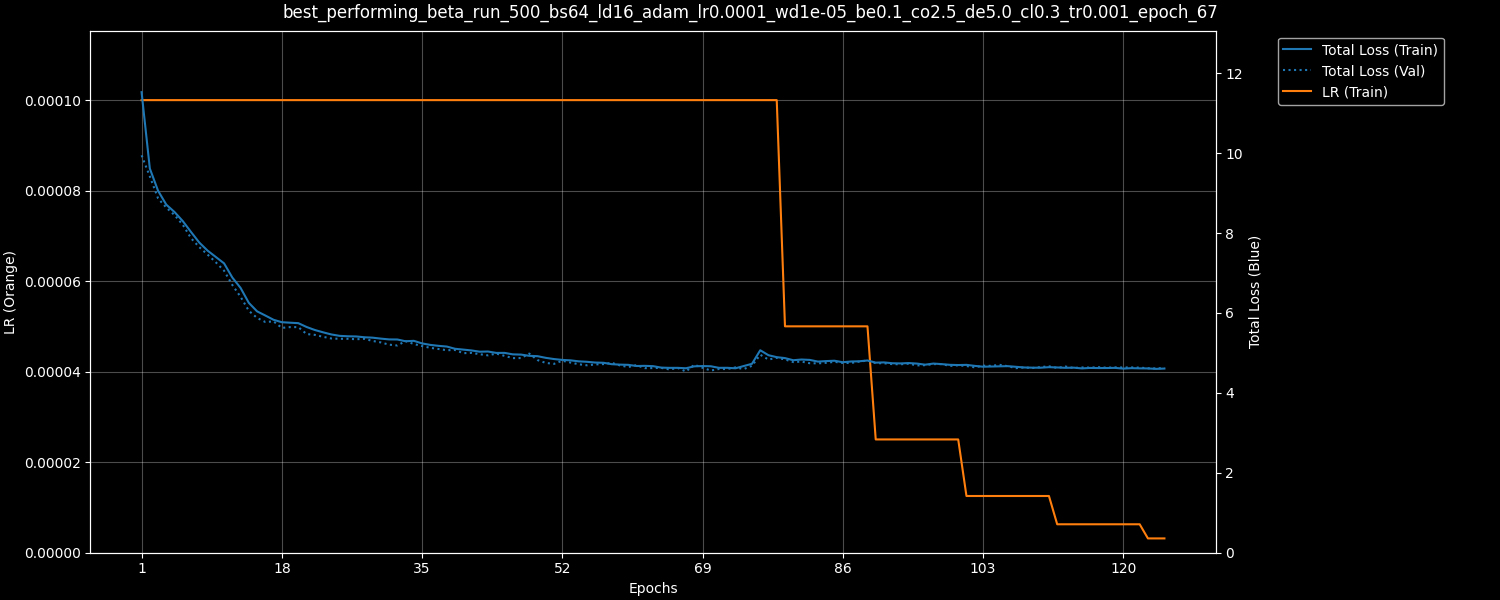 best_performing_beta_run_500_bs64_ld16_adam_lr0.0001_wd1e-05_be0.1_co2.5_de5.0_cl0.3_tr0.001_epoch_67
Total Loss (Train)
Total Loss (Val)
LR (Train)
LR (Orange)
0.00010
0.00008
0.00006
0.00004
0.00002
0.00000
12
10
8
6
4
2
0
Total Loss (Blue)
1 18 35 52 69 86 103 120
Epochs